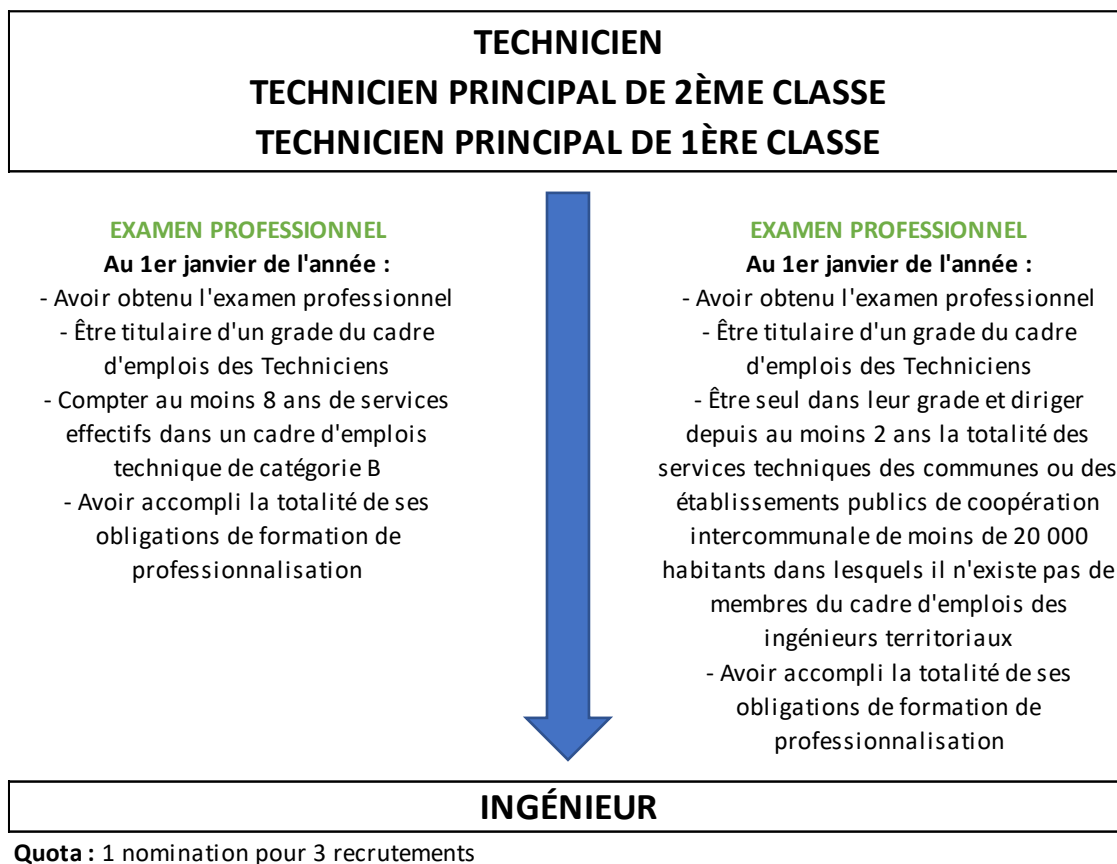 TECHNICIEN
TECHNICIEN PRINCIPAL DE 2ÈME CLASSE
TECHNICIEN PRINCIPAL DE 1ÈRE CLASSE
EXAMEN PROFESSIONNEL
Au 1er janvier de l'année :
- Avoir obtenu l'examen professionnel
- Être titulaire d'un grade du cadre
d'emplois des Techniciens
- Compter au moins 8 ans de services
effectifs dans un cadre d'emplois
technique de catégorie B
- Avoir accompli la totalité de ses
obligations de formation de
professionnalisation
EXAMEN PROFESSIONNEL
Au 1er janvier de l'année :
- Avoir obtenu l'examen professionnel
- Être titulaire d'un grade du cadre
d'emplois des Techniciens
- Être seul dans leur grade et diriger
depuis au moins 2 ans la totalité des
services techniques des communes ou des
établissements publics de coopération
intercommunale de moins de 20 000
habitants dans lesquels il n'existe pas de
membres du cadre d'emplois des
ingénieurs territoriaux
- Avoir accompli la totalité de ses
obligations de formation de
professionnalisation
INGÉNIEUR
Quota : 1 nomination pour 3 recrutements